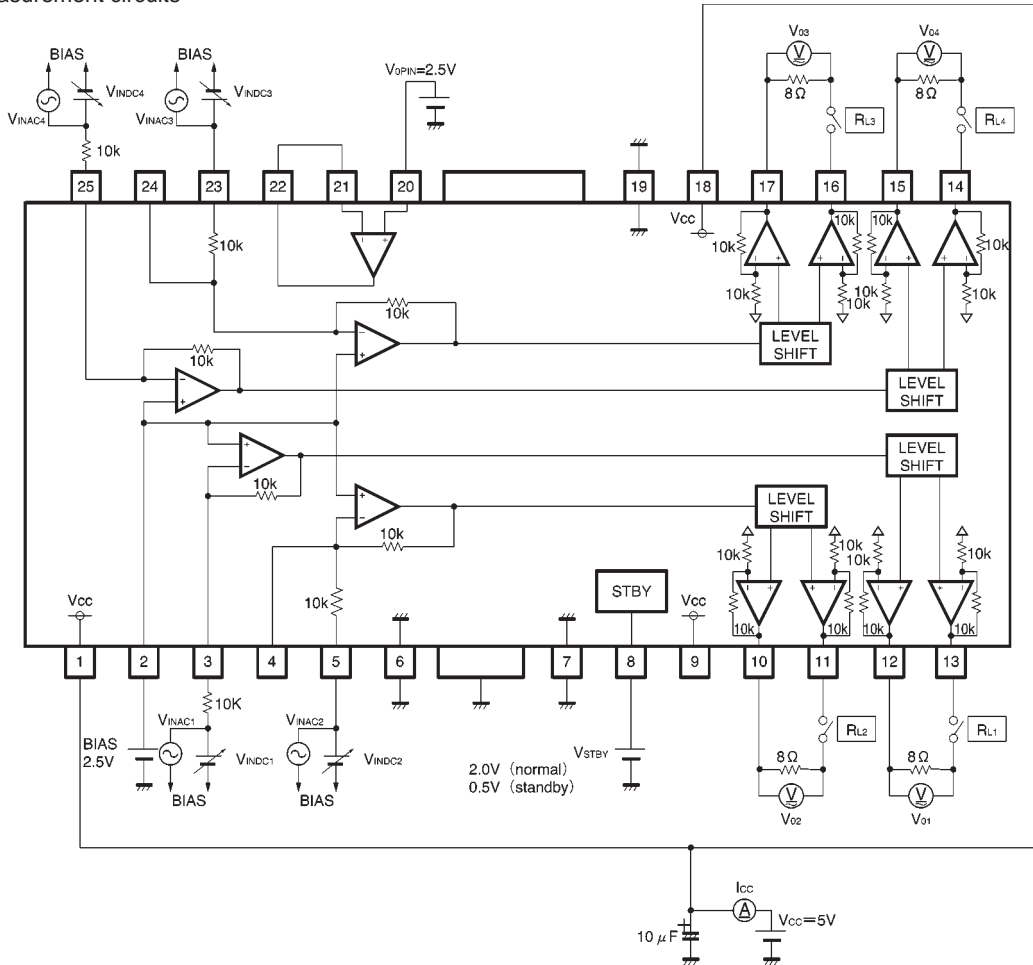 asurement circuits
BIAS
BIAS
VINDC4
VINDC3
VINAC4
VINAC3
10k
V0PIN=2.5V
V03
V04
8Ω
8Ω
RL3
RL4
25
24
23
22
21
20
19
18
17
16
15
14
Vcc
10k
10k
10k
10k
10k
10k
10k
10k
10k
10k
10k
LEVEL
SHIFT
10k
LEVEL
SHIFT
10k
LEVEL
SHIFT
10k
LEVEL
SHIFT
10k
10k
10k
10k
10k
10k
10k
10k
10k
STBY
Vcc
Vcc
1
2
3
4
5
6
7
8
9
10
11
12
13
BIAS
2.5V
10K
VINAC1
VINDC1
BIAS
VINAC2
VINDC2
BIAS
VSTBY
2.0V (normal)
0.5V (standby)
RL2
RL1
8Ω
8Ω
V
V
V02
V01
Icc
A
Vcc=5V
10 μF